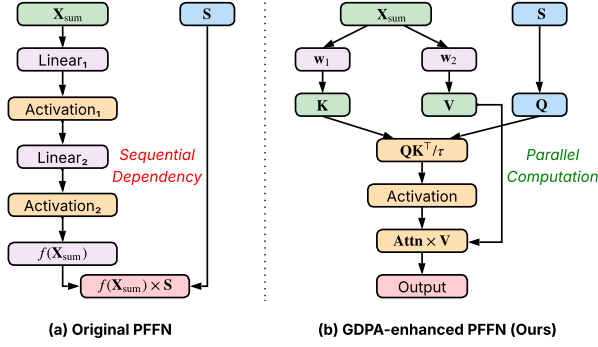 X_sum
S
Linear₁
Activation₁
Linear₂
Sequential
Dependency
Activation₂
f(X_sum)
f(X_sum) × S
(a) Original PFFN
X_sum
S
w₁
w₂
K
V
Q
QK^⊤/τ
Parallel
Computation
Activation
Attn × V
Output
(b) GDPA-enhanced PFFN (Ours)